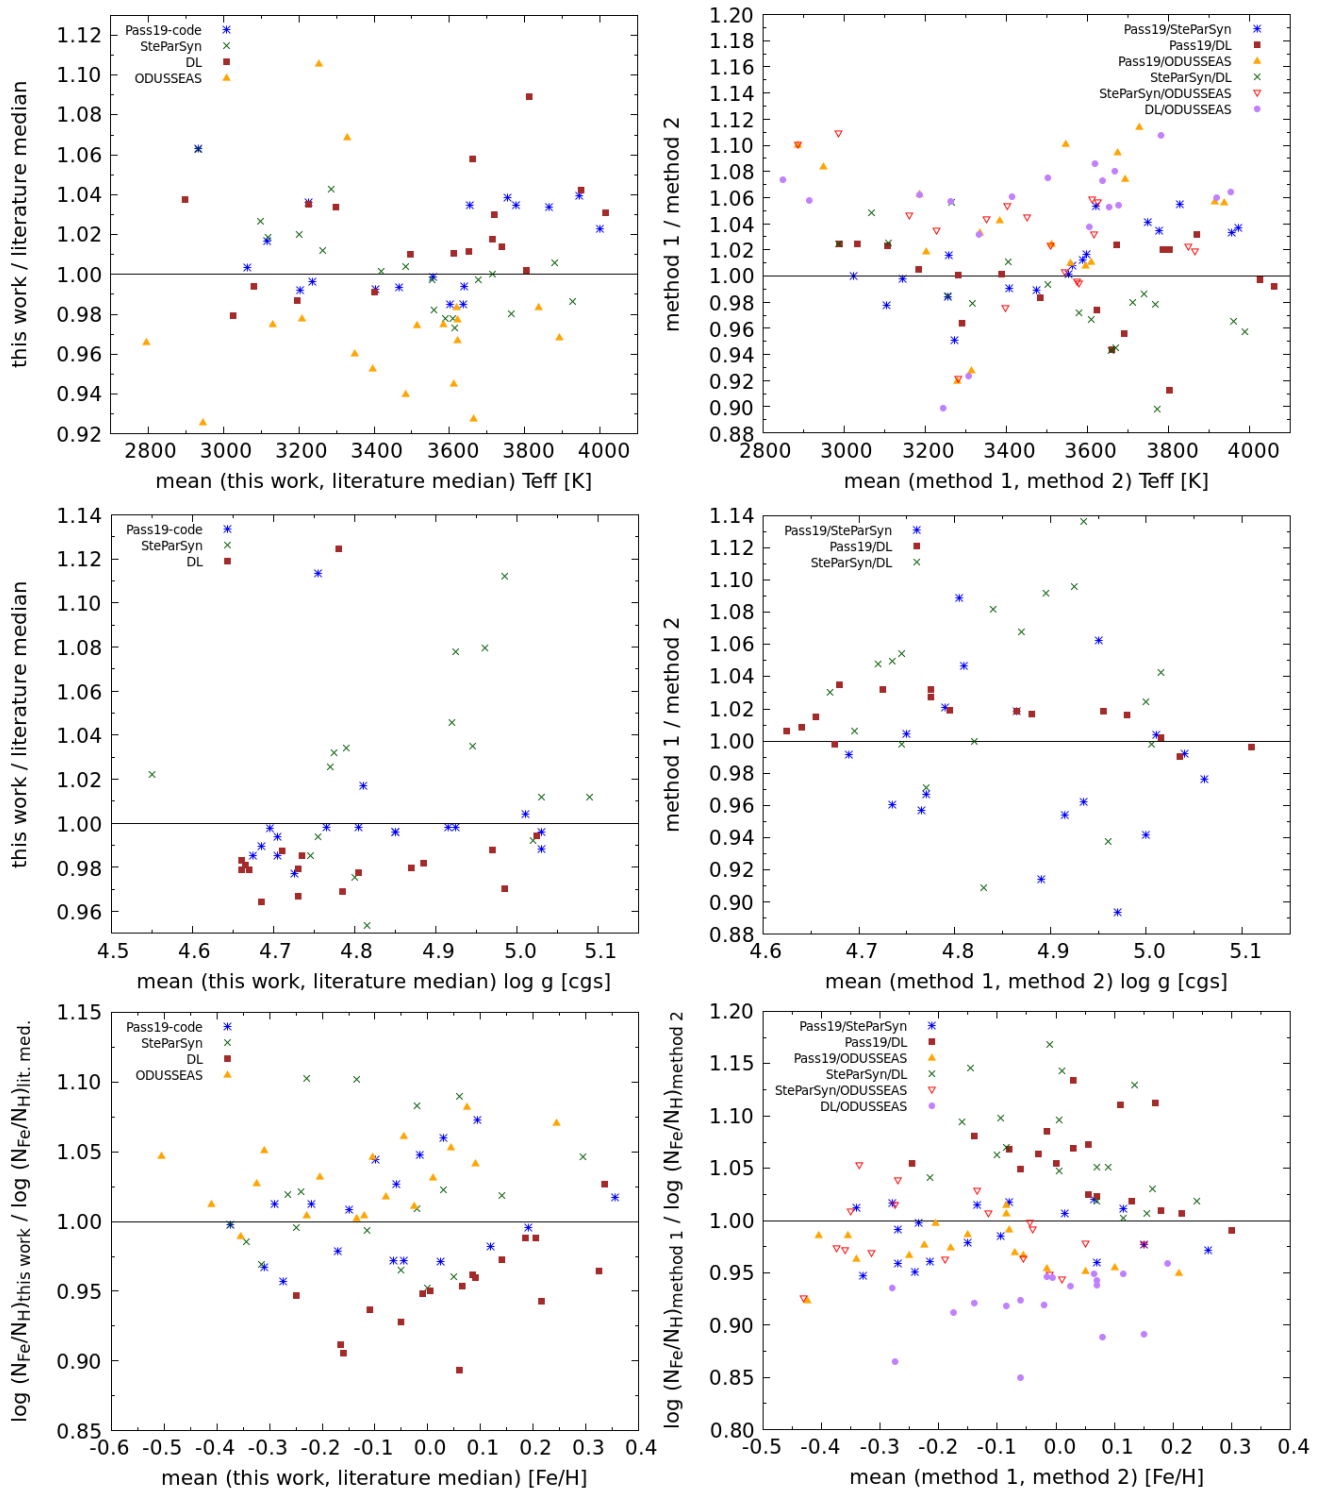 this work / literature median
1.12
1.10
1.08
1.06
1.04
1.02
1.00
0.98
0.96
0.94
0.92
Pass19-code
SteParSyn
DL
ODUSSEAS
2800 3000 3200 3400 3600 3800 4000
mean (this work, literature median) Teff [K]
method 1 / method 2
1.20
1.18
1.16
1.14
1.12
1.10
1.08
1.06
1.04
1.02
1.00
0.98
0.96
0.94
0.92
0.90
0.88
Pass19/SteParSyn
Pass19/DL
Pass19/ODUSSEAS
SteParSyn/DL
SteParSyn/ODUSSEAS
DL/ODUSSEAS
2800 3000 3200 3400 3600 3800 4000
mean (method 1, method 2) Teff [K]
this work / literature median
1.14
1.12
1.10
1.08
1.06
1.04
1.02
1.00
0.98
0.96
Pass19-code
SteParSyn
DL
4.5 4.6 4.7 4.8 4.9 5.0 5.1
mean (this work, literature median) log g [cgs]
method 1 / method 2
1.14
1.12
1.10
1.08
1.06
1.04
1.02
1.00
0.98
0.96
0.94
0.92
0.90
0.88
Pass19/SteParSyn
Pass19/DL
SteParSyn/DL
4.6 4.7 4.8 4.9 5.0 5.1
mean (method 1, method 2) log g [cgs]
log (NFe/NH)this work / log (NFe/NH)lit. med.
1.15
1.10
1.05
1.00
0.95
0.90
0.85
Pass19-code
SteParSyn
DL
ODUSSEAS
-0.6 -0.5 -0.4 -0.3 -0.2 -0.1 0.0 0.1 0.2 0.3 0.4
mean (this work, literature median) [Fe/H]
log (NFe/NH)method 1 / log (NFe/NH)method 2
1.20
1.15
1.10
1.05
1.00
0.95
0.90
0.85
0.80
Pass19/SteParSyn
Pass19/DL
Pass19/ODUSSEAS
SteParSyn/DL
SteParSyn/ODUSSEAS
DL/ODUSSEAS
-0.5 -0.4 -0.3 -0.2 -0.1 0.0 0.1 0.2 0.3 0.4
mean (method 1, method 2) [Fe/H]